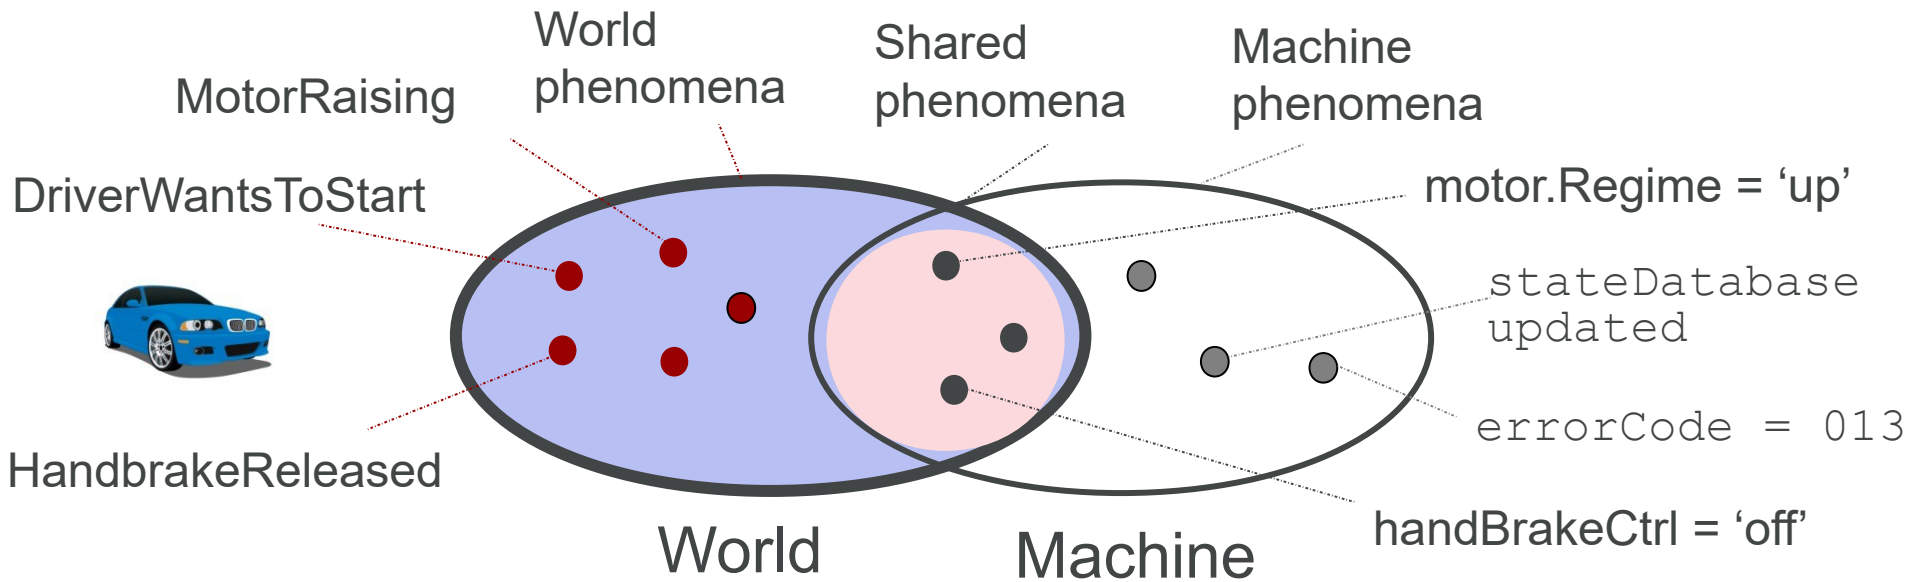 World
phenomena
Shared
phenomena
Machine
phenomena
MotorRaising
DriverWantsToStart
motor.Regime = ‘up’
stateDatabase
updated
errorCode = 013
HandbrakeReleased
handBrakeCtrl = ‘off’
World
Machine